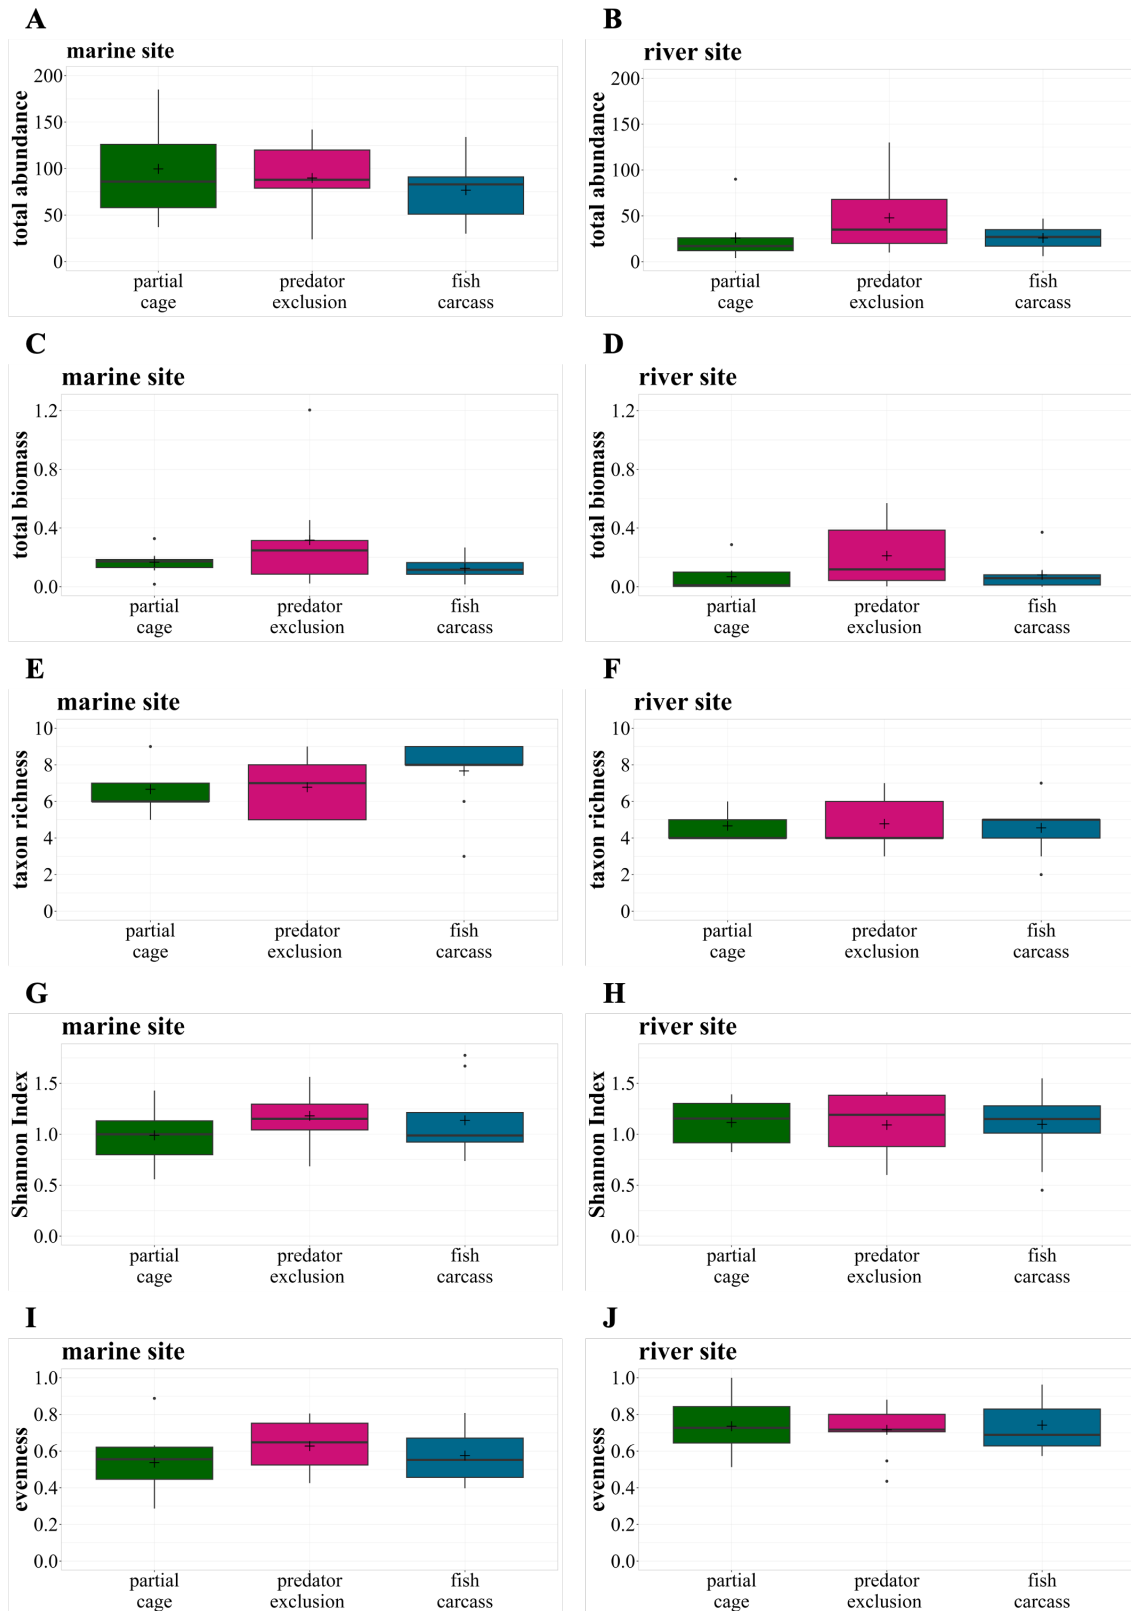 A
marine site
total abundance
200
150
100
50
0
partial
cage
predator
exclusion
fish
carcass
B
river site
total abundance
200
150
100
50
0
partial
cage
predator
exclusion
fish
carcass
C
marine site
total biomass
1.2
0.8
0.4
0.0
partial
cage
predator
exclusion
fish
carcass
D
river site
total biomass
1.2
0.8
0.4
0.0
partial
cage
predator
exclusion
fish
carcass
E
marine site
taxon richness
10
8
6
4
2
0
partial
cage
predator
exclusion
fish
carcass
F
river site
taxon richness
10
8
6
4
2
0
partial
cage
predator
exclusion
fish
carcass
G
marine site
Shannon Index
1.5
1.0
0.5
0.0
partial
cage
predator
exclusion
fish
carcass
H
river site
Shannon Index
1.5
1.0
0.5
0.0
partial
cage
predator
exclusion
fish
carcass
I
marine site
evenness
1.0
0.8
0.6
0.4
0.2
0.0
partial
cage
predator
exclusion
fish
carcass
J
river site
evenness
1.0
0.8
0.6
0.4
0.2
0.0
partial
cage
predator
exclusion
fish
carcass